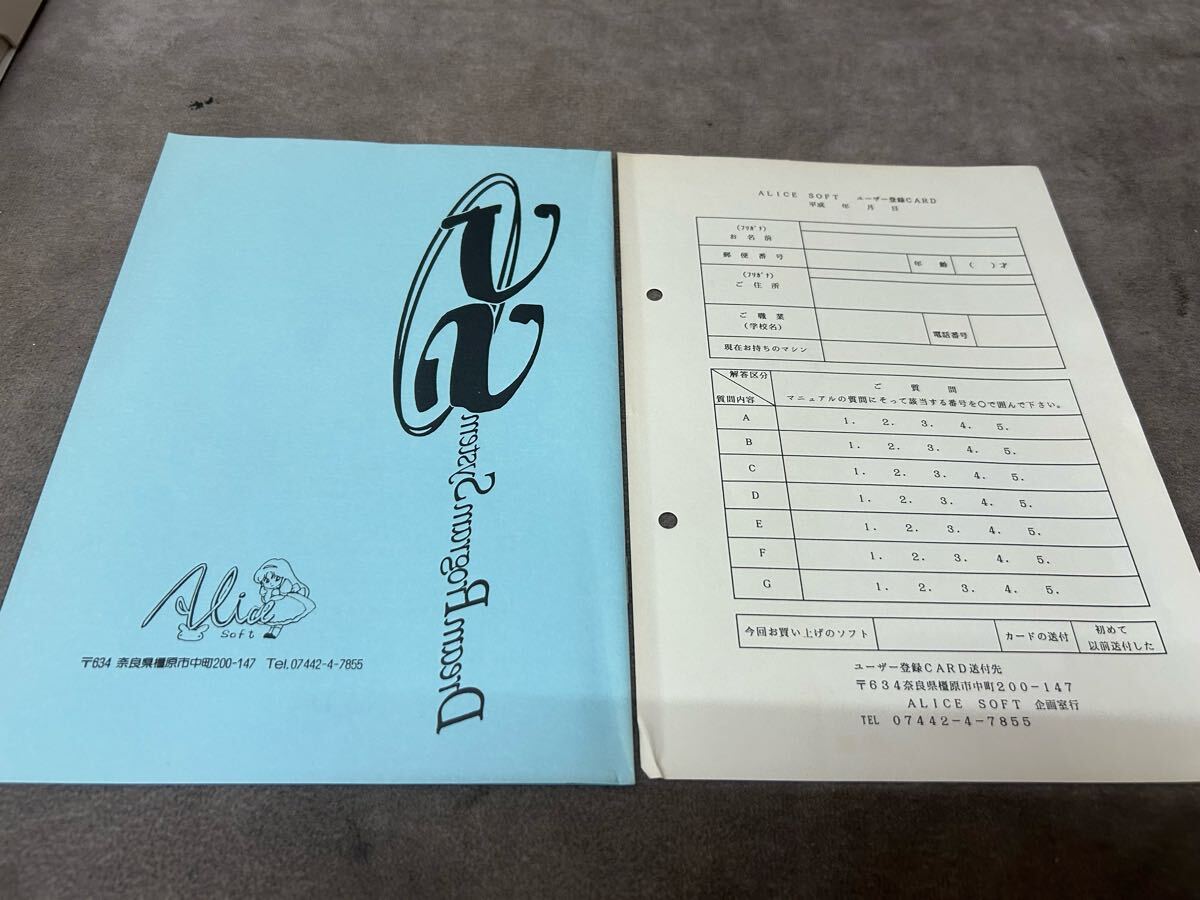 Dream Program System
Alice
Soft
〒634 奈良県橿原市中町200-147 Tel.07442-4-7855
ALICE SOFT ユーザー登録CARD
平成 年 月 日
(フリガナ)
お名前
郵便番号 年齢 ( )才
(フリガナ)
ご住所
ご職業
(学校名) 電話番号
現在お持ちのマシン
解答区分 ご質問
質問内容 マニュアルの質問にそって該当する番号を○で囲んで下さい。
A 1. 2. 3. 4. 5.
B 1. 2. 3. 4. 5.
C 1. 2. 3. 4. 5.
D 1. 2. 3. 4. 5.
E 1. 2. 3. 4. 5.
F 1. 2. 3. 4. 5.
G 1. 2. 3. 4. 5.
今回お買い上げのソフト カードの送付 初めて
以前送付した
ユーザー登録CARD送付先
〒634奈良県橿原市中町200-147
ALICE SOFT 企画室行
TEL 07442-4-7855